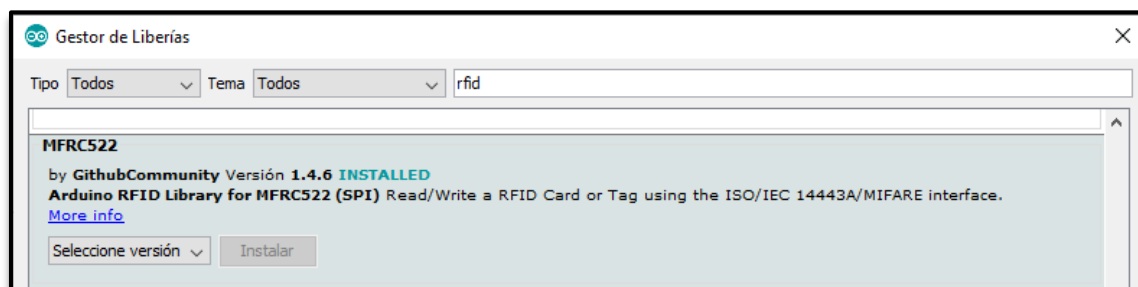 Gestor de Liberías
Tipo Todos Tema Todos rfid
MFRC522
by GithubCommunity Versión 1.4.6 INSTALLED
Arduino RFID Library for MFRC522 (SPI) Read/Write a RFID Card or Tag using the ISO/IEC 14443A/MIFARE interface.
More info
Seleccione versión Instalar